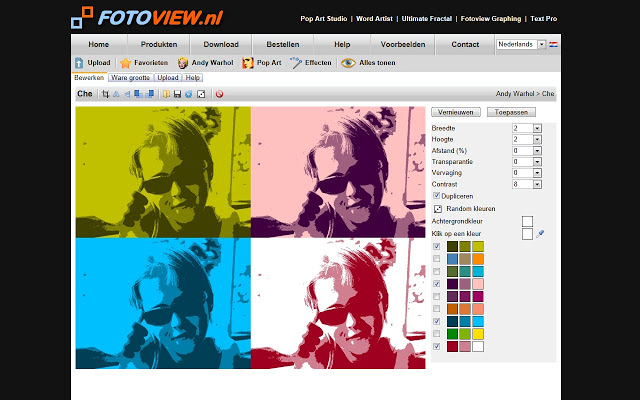 FOTOVIEW.nl
Pop Art Studio | Word Artist | Ultimate Fractal | Fotoview Graphing | Text Pro
Home Produkten Download Bestellen Help Voorbeelden Contact Nederlands
Upload Favorieten Andy Warhol Pop Art Effecten Alles tonen
Bewerken Ware grootte Upload Help
Che Andy Warhol > Che
Vernieuwen Toepassen
Breedte 2
Hoogte 2
Afstand (%) 0
Transparantie 0
Vervaging 0
Contrast 8
Dupliceren
Random kleuren
Achtergrondkleur
Klik op een kleur